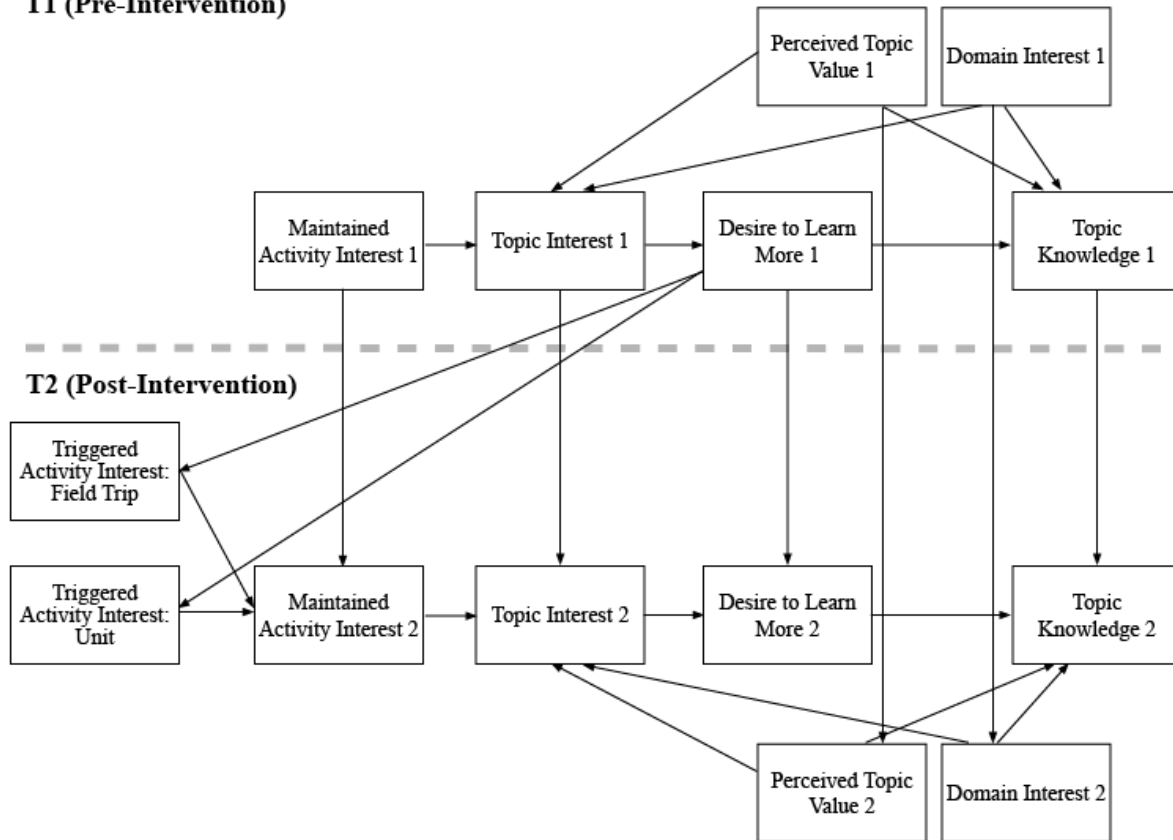 T1 (Pre-Intervention)
Perceived Topic
Value 1
Domain Interest 1
Maintained
Activity Interest 1
Topic Interest 1
Desire to Learn
More 1
Topic
Knowledge 1
T2 (Post-Intervention)
Triggered
Activity Interest:
Field Trip
Triggered
Activity Interest:
Unit
Maintained
Activity Interest 2
Topic Interest 2
Desire to Learn
More 2
Topic
Knowledge 2
Perceived Topic
Value 2
Domain Interest 2